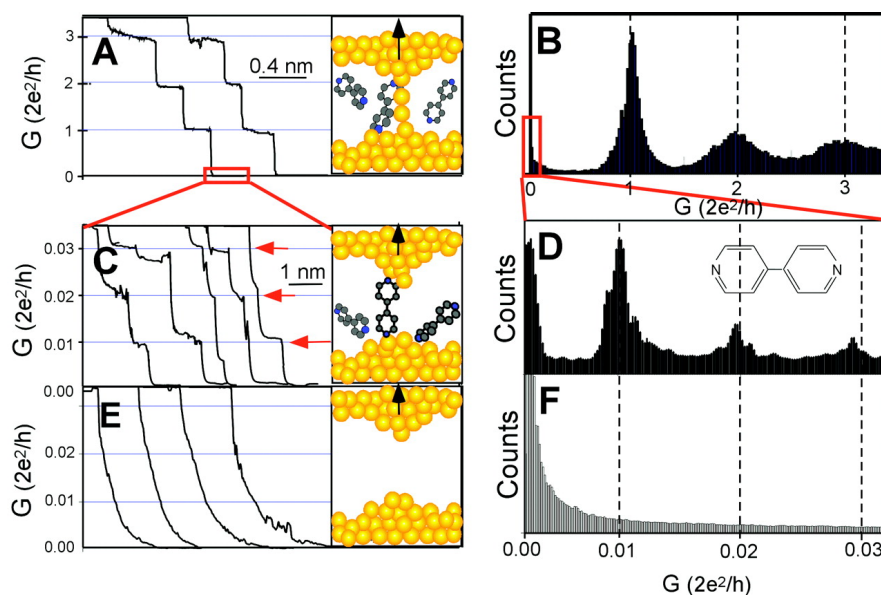 A
G (2e²/h)
3
2
1
0
0.4 nm
B
Counts
0 1 2 3
G (2e²/h)
C
G (2e²/h)
0.03
0.02
0.01
0.00
1 nm
D
Counts
N N
E
G (2e²/h)
0.02
0.01
0.00
F
Counts
0.00 0.01 0.02 0.03
G (2e²/h)